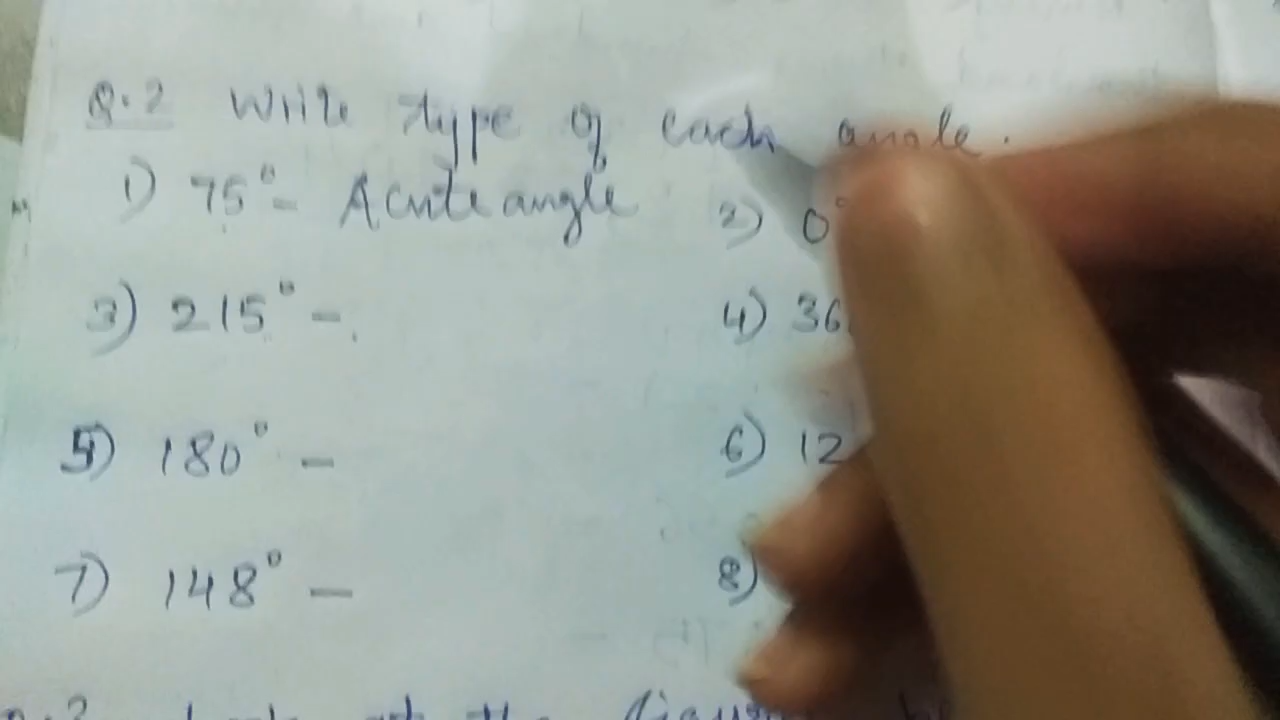 Q.2 Write type of each angle.
1) 75° - Acute angle 2) 0°
3) 215° - 4) 36
5) 180° - 6) 12
7) 148° - 8)